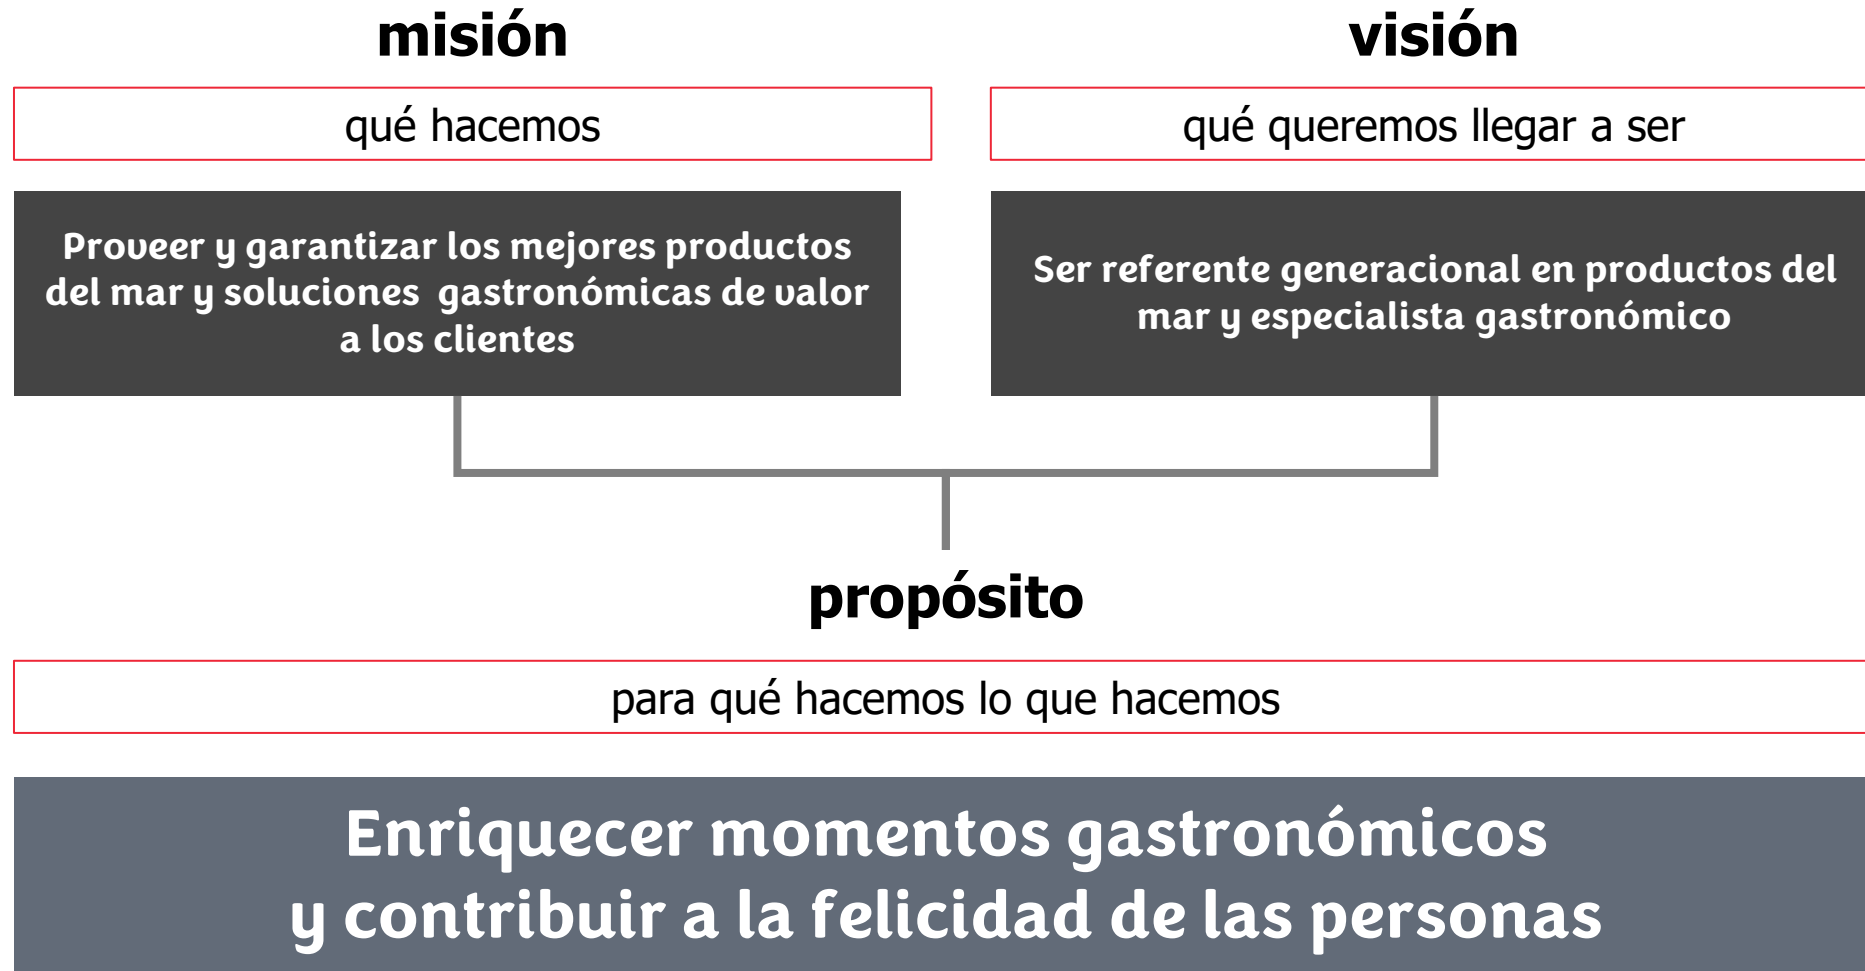 misión
qué hacemos
Proveer y garantizar los mejores productos
del mar y soluciones gastronómicas de valor
a los clientes
visión
qué queremos llegar a ser
Ser referente generacional en productos del
mar y especialista gastronómico
propósito
para qué hacemos lo que hacemos
Enriquecer momentos gastronómicos
y contribuir a la felicidad de las personas